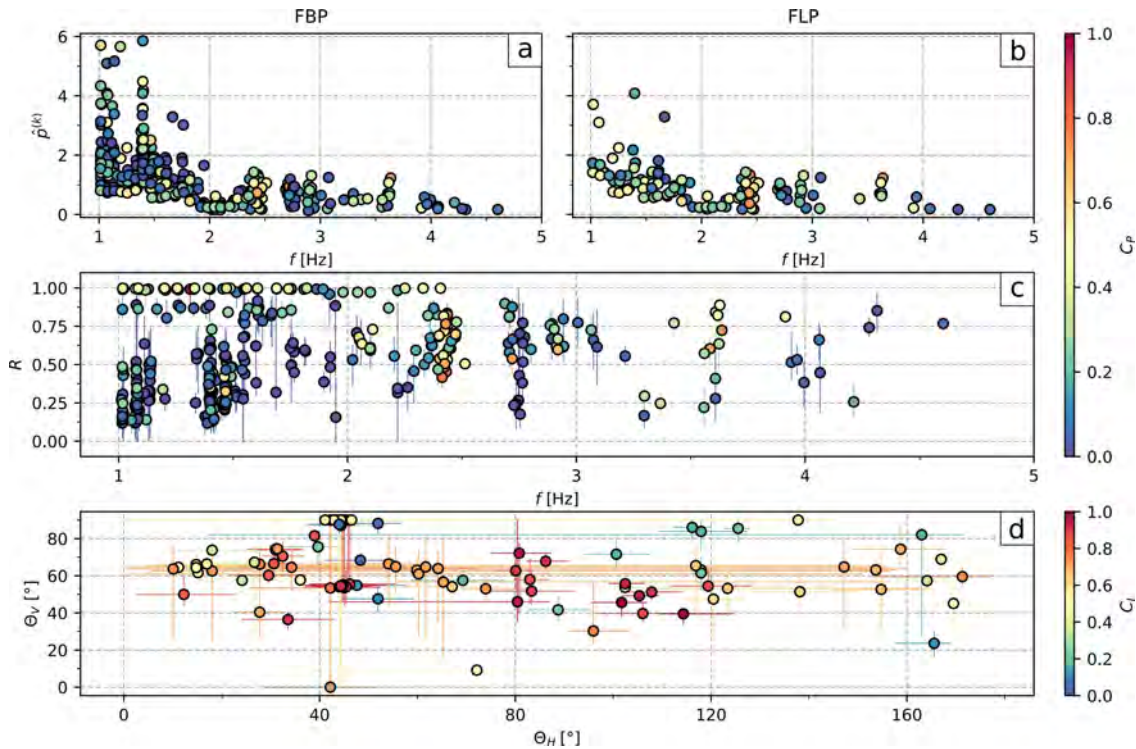 FBP FLP
a b
6
4
2
0
p̂(k)
1 2 3 4 5
1 2 3 4 5
f [Hz] f [Hz]
1.0
0.8
0.6
0.4
0.2
0.0
C_P
c
1.00
0.75
0.50
0.25
0.00
R
1 2 3 4 5
f [Hz]
d
80
60
40
20
0
Θ_V [°]
0 40 80 120 160
Θ_H [°]
1.0
0.8
0.6
0.4
0.2
0.0
C_L